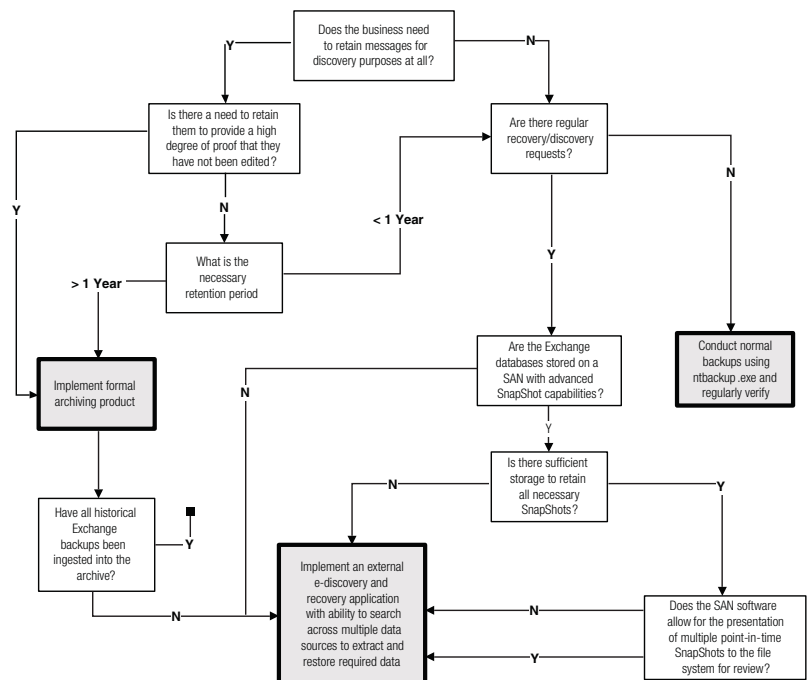 Does the business need
to retain messages for
discovery purposes at all?
Y
N
Is there a need to retain
them to provide a high
degree of proof that they
have not been edited?
Are there regular
recovery/discovery
requests?
Y
N
N
< 1 Year
Y
What is the
necessary
retention period
> 1 Year
Implement formal
archiving product
Are the Exchange
databases stored on a
SAN with advanced
SnapShot capabilities?
Conduct normal
backups using
ntbackup.exe and
regularly verify
N
Y
Is there sufficient
storage to retain
all necessary
SnapShots?
N
Y
Have all historical
Exchange
backups been
ingested into the
archive?
Y
N
Implement an external
e-discovery and
recovery application
with ability to search
across multiple data
sources to extract and
restore required data
N
Y
Does the SAN software
allow for the presentation
of multiple point-in-time
SnapShots to the file
system for review?